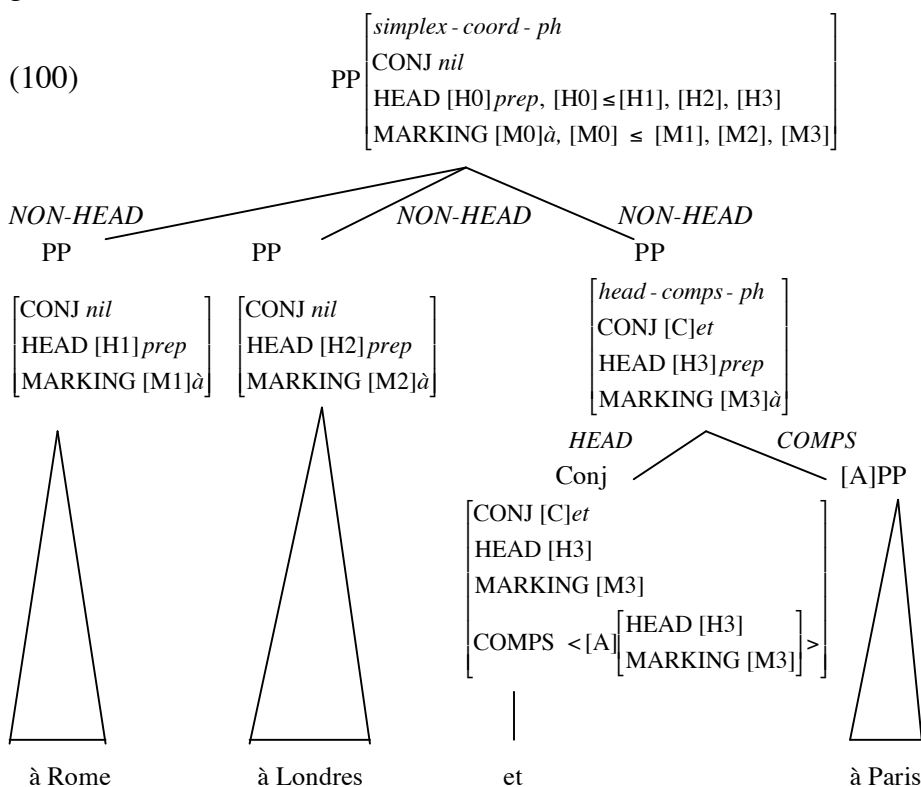 simplex - coord - ph
(100) PP CONJ nil
HEAD [H0] prep, [H0] ≤ [H1], [H2], [H3]
MARKING [M0] à, [M0] ≤ [M1], [M2], [M3]
NON-HEAD NON-HEAD NON-HEAD
PP PP PP
CONJ nil
HEAD [H1] prep
MARKING [M1] à
CONJ nil
HEAD [H2] prep
MARKING [M2] à
head - comps - ph
CONJ [C] et
HEAD [H3] prep
MARKING [M3] à
HEAD COMPS
Conj [A]PP
CONJ [C] et
HEAD [H3]
MARKING [M3]
COMPS < [A] HEAD [H3] MARKING [M3] >
à Rome à Londres et à Paris